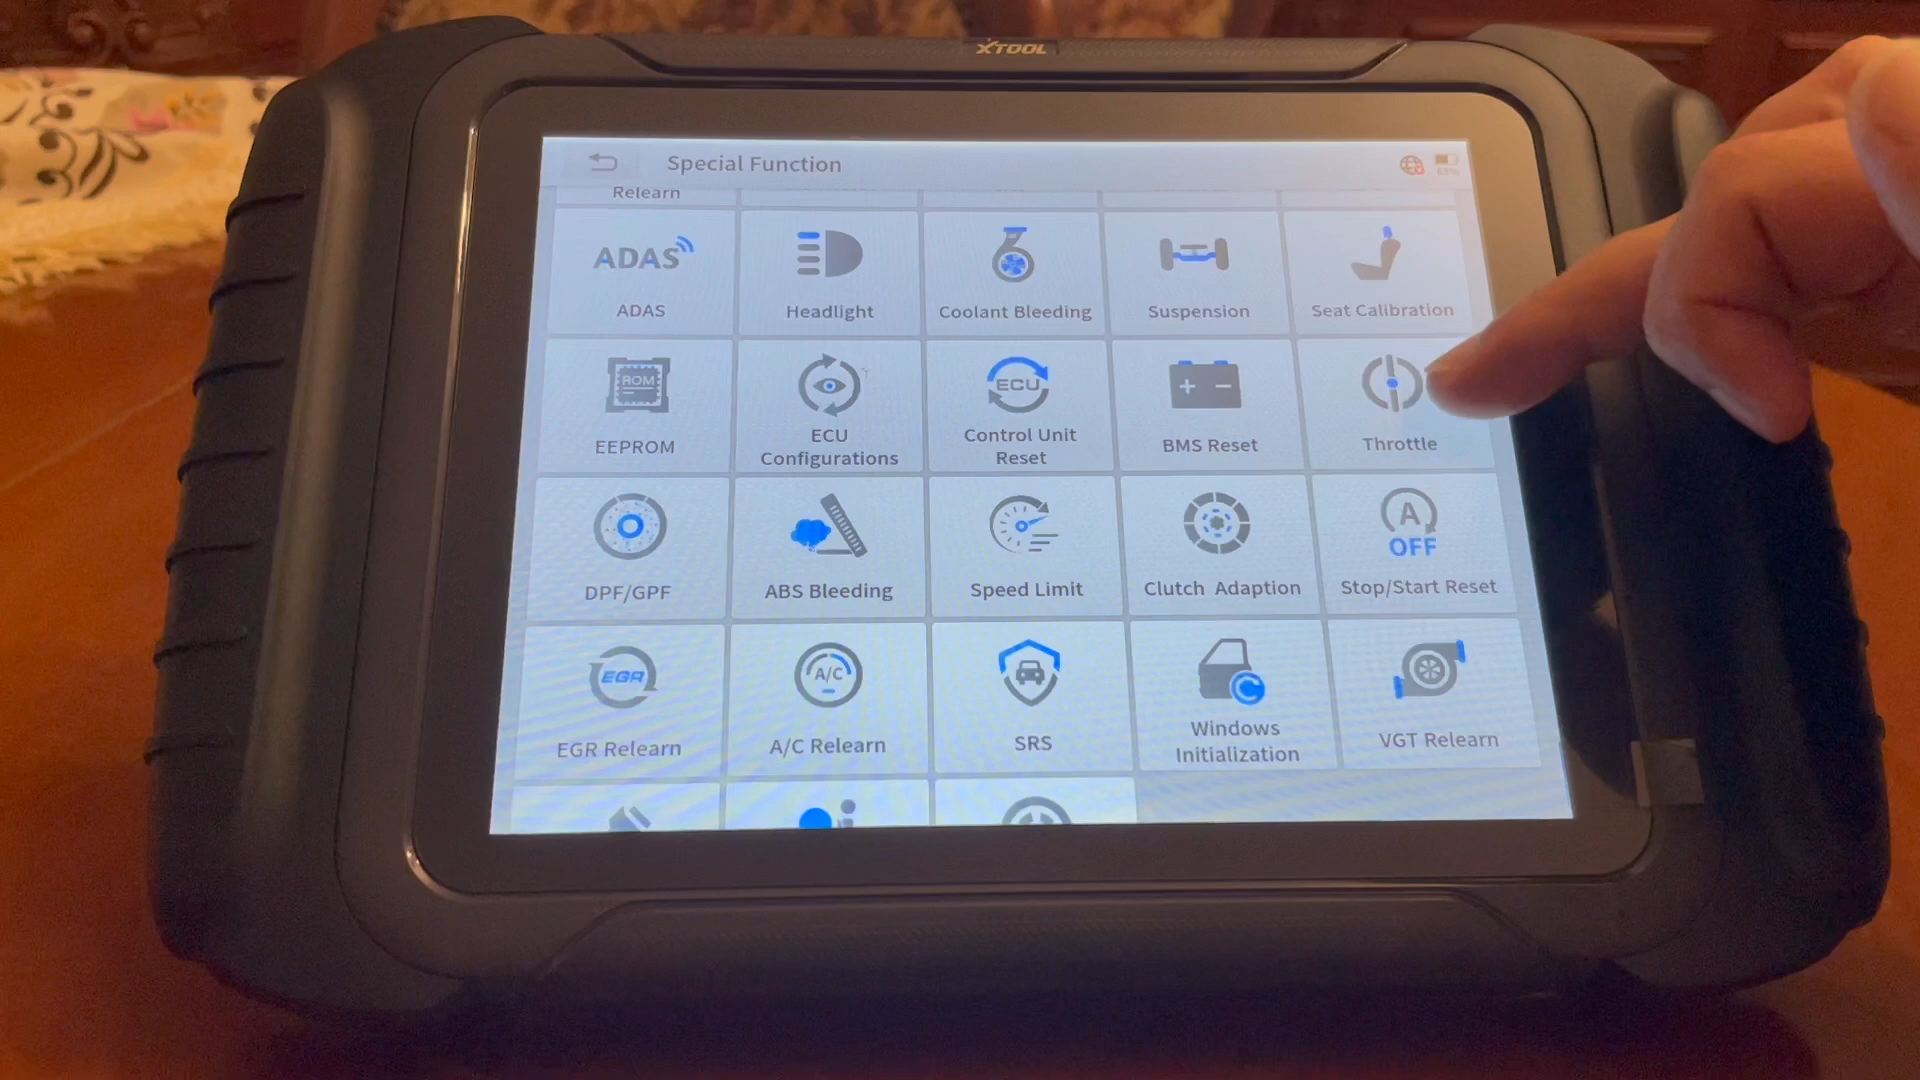 XTOOL
Special Function
63%
Relearn
ADAS
ADAS
Headlight
Coolant Bleeding
Suspension
Seat Calibration
ROM
EEPROM
ECU
Configurations
ECU
Control Unit
Reset
+ -
BMS Reset
Throttle
DPF/GPF
ABS Bleeding
Speed Limit
Clutch Adaption
A
OFF
Stop/Start Reset
EGR
EGR Relearn
A/C
A/C Relearn
SRS
Windows
Initialization
VGT Relearn